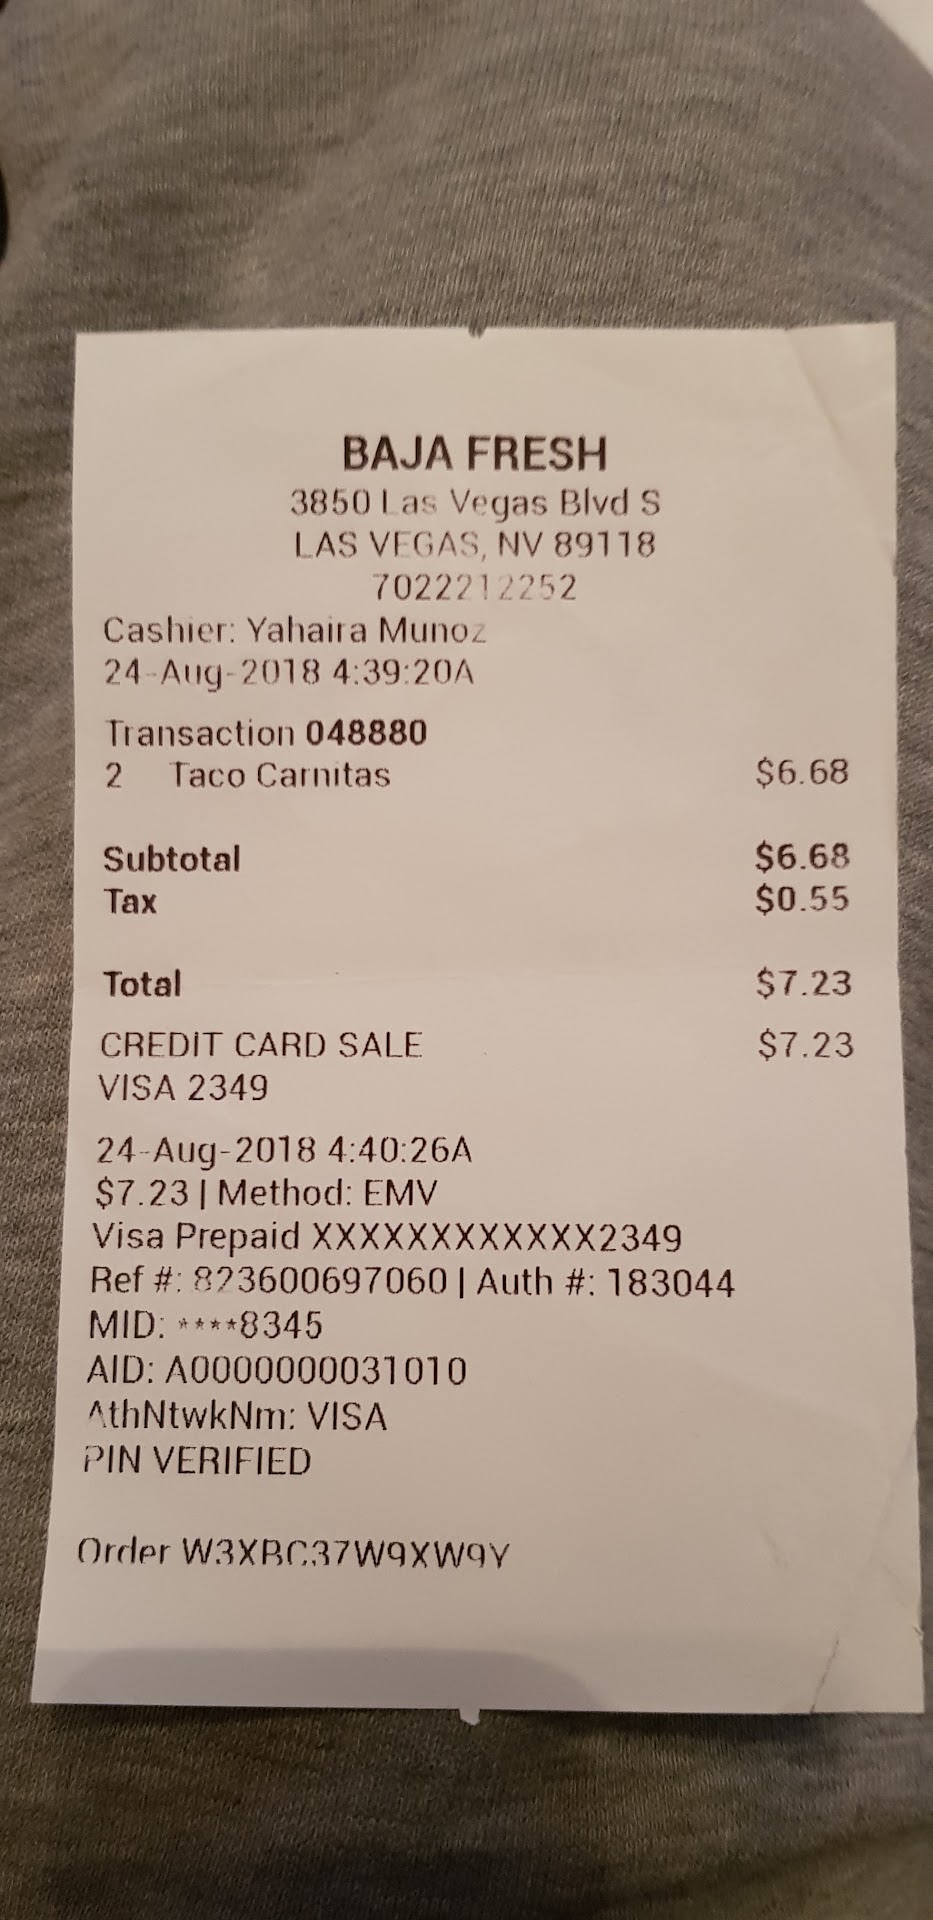 BAJA FRESH
3850 Las Vegas Blvd S
LAS VEGAS, NV 89118
7022212252
Cashier: Yahaira Munoz
24-Aug-2018 4:39:20A
Transaction 048880
2 Taco Carnitas $6.68
Subtotal $6.68
Tax $0.55
Total $7.23
CREDIT CARD SALE $7.23
VISA 2349
24-Aug-2018 4:40:26A
$7.23 | Method: EMV
Visa Prepaid XXXXXXXXXXXX2349
Ref #: 823600697060 | Auth #: 183044
MID: ****8345
AID: A0000000031010
AthNtwkNm: VISA
PIN VERIFIED
Order W3XBC37W9XW9Y